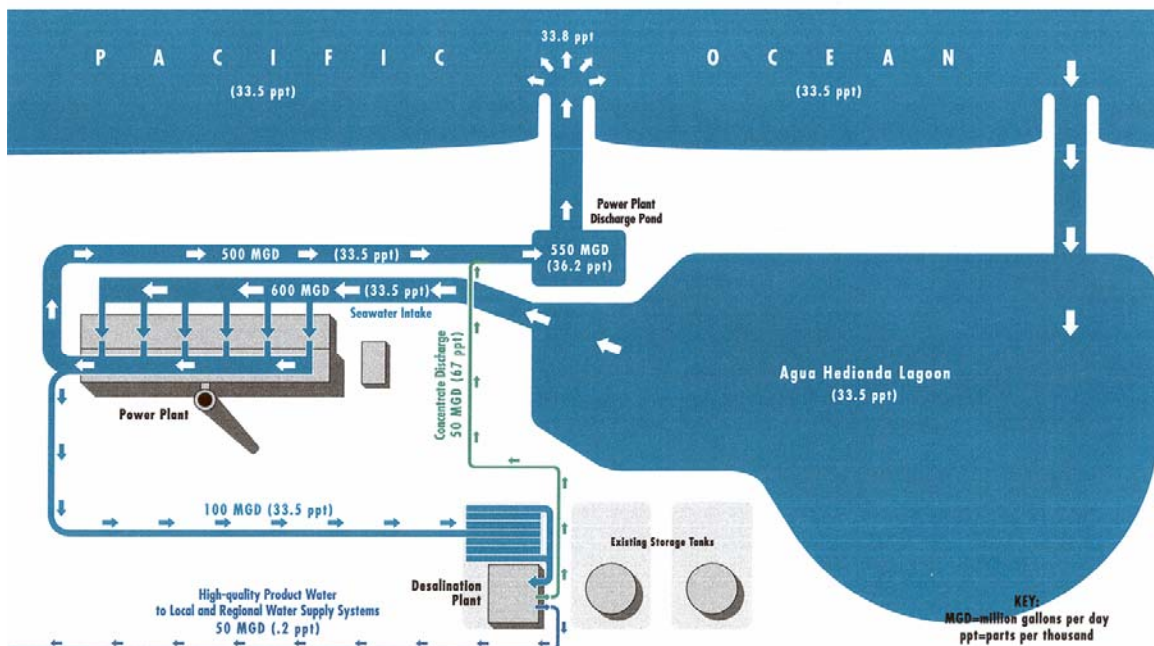 PACIFIC OCEAN
(33.5 ppt)
33.8 ppt
(33.5 ppt)
Power Plant
Discharge Pond
500 MGD (33.5 ppt)
550 MGD
(36.2 ppt)
600 MGD (33.5 ppt)
Seawater Intake
Concentrate Discharge
50 MGD (67 ppt)
Agua Hedionda Lagoon
(33.5 ppt)
Power Plant
100 MGD (33.5 ppt)
Existing Storage Tanks
Desalination
Plant
High-quality Product Water
to Local and Regional Water Supply Systems
50 MGD (.2 ppt)
KEY:
MGD=million gallons per day
ppt=parts per thousand